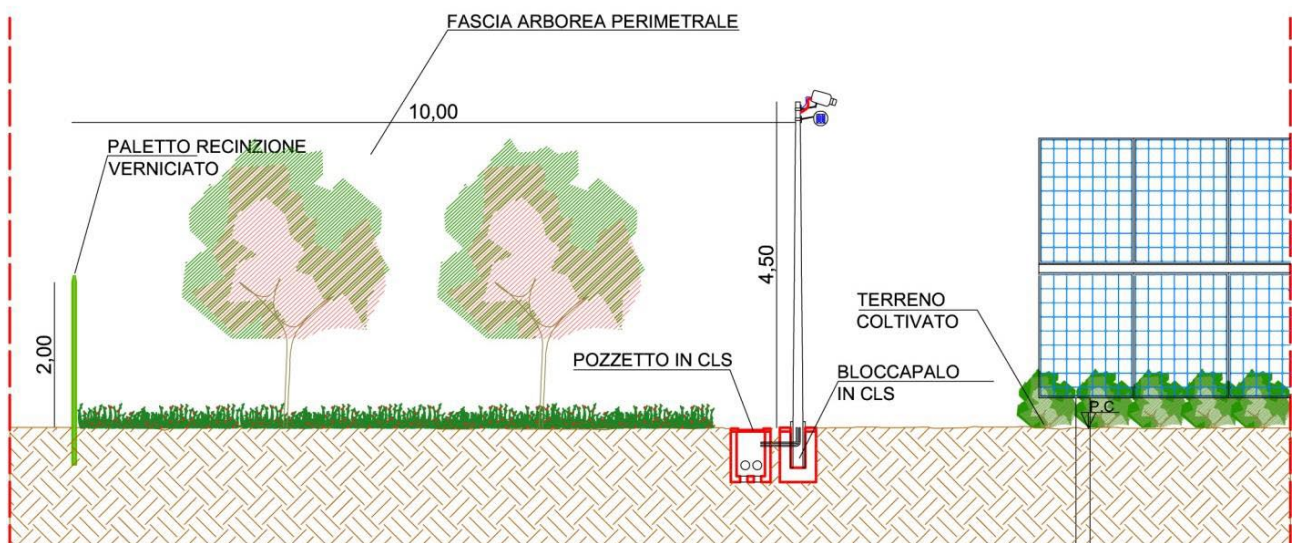 FASCIA ARBOREA PERIMETRALE
10,00
PALETTO RECINZIONE
VERNICIATO
4,50
2,00
TERRENO
COLTIVATO
POZZETTO IN CLS
BLOCCAPALO
IN CLS
P.C